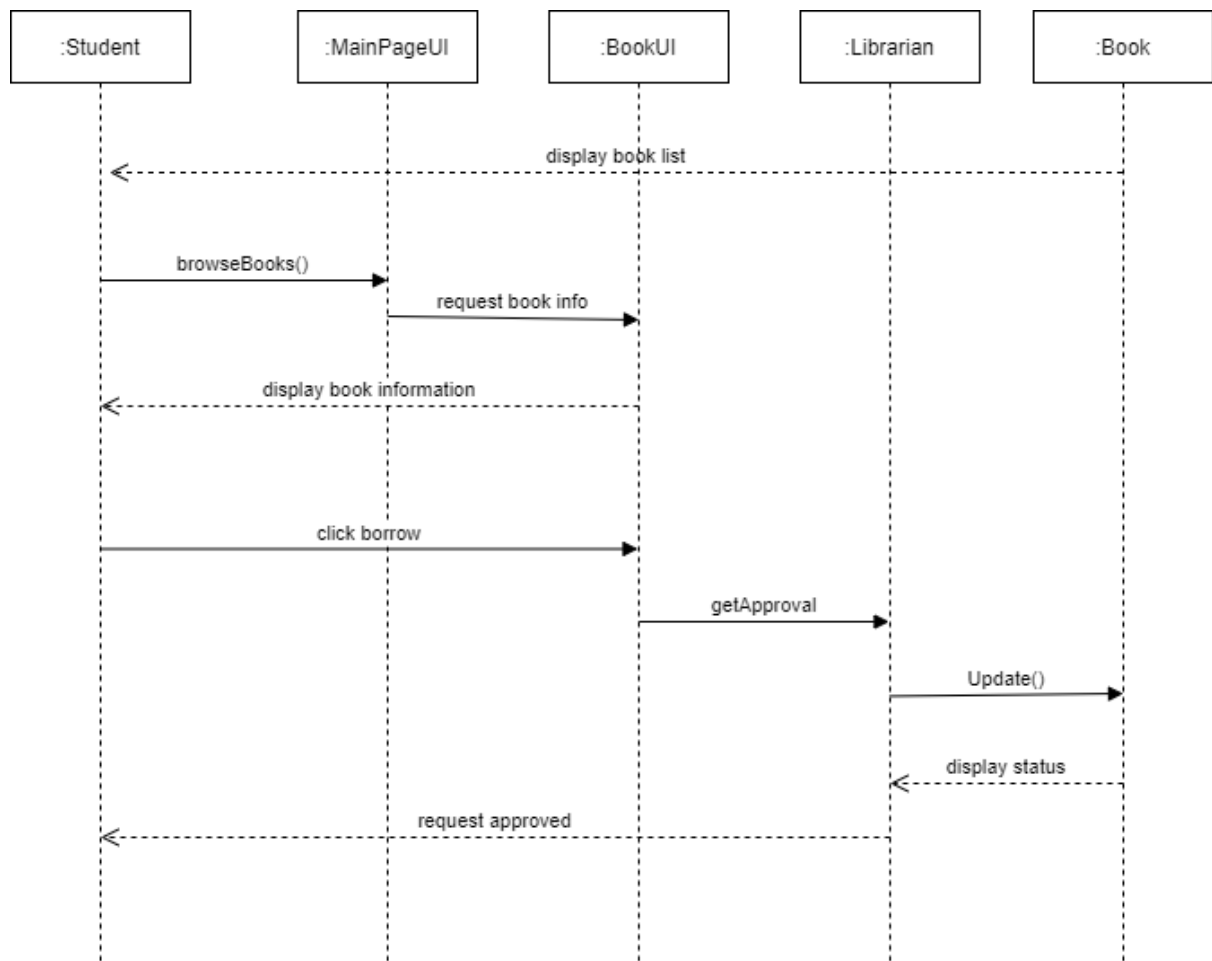 :Student
:MainPageUI
:BookUI
:Librarian
:Book
display book list
browseBooks()
request book info
display book information
click borrow
getApproval
Update()
display status
request approved